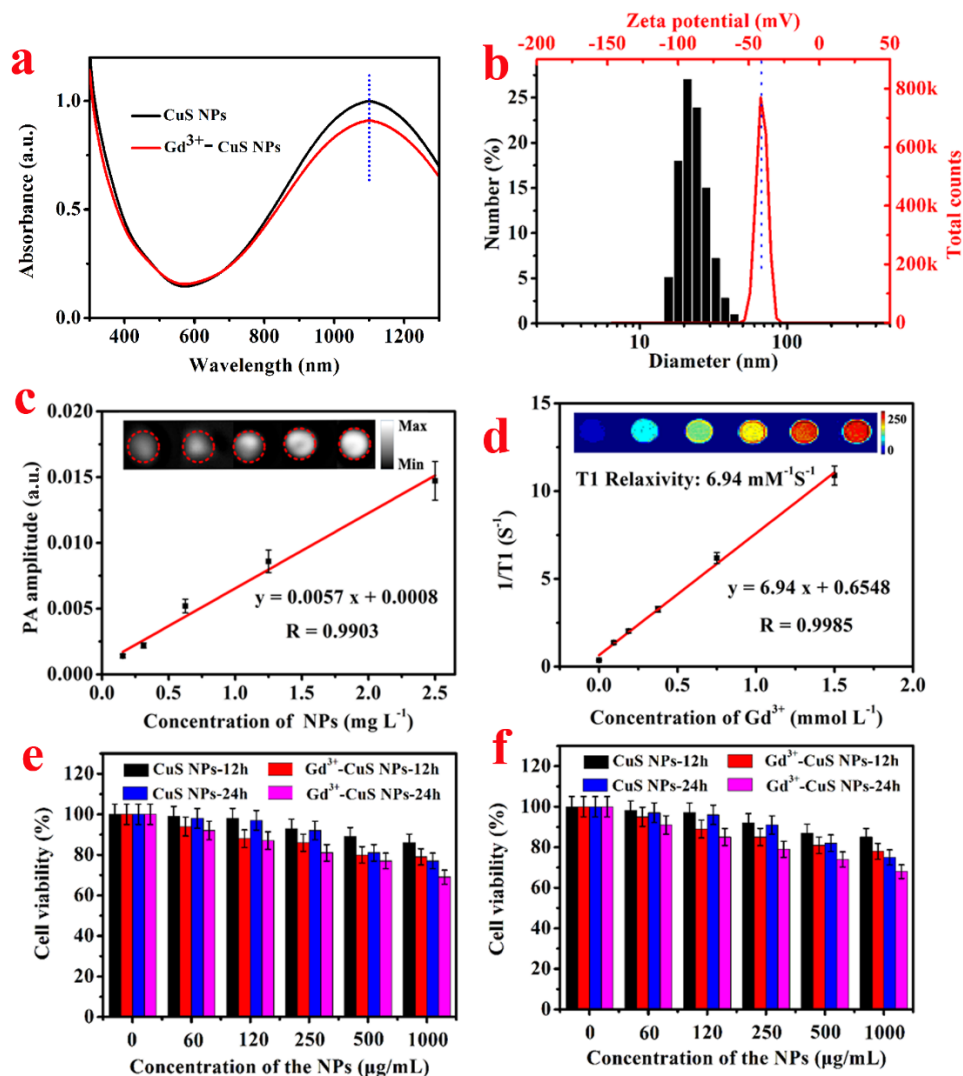 a
Absorbance (a.u.)
1.0
0.5
0.0
CuS NPs
Gd³⁺− CuS NPs
400 600 800 1000 1200
Wavelength (nm)
Zeta potential (mV)
-200 -150 -100 -50 0 50
b
Number (%)
25
20
15
10
5
0
800k
600k
400k
200k
0
Total counts
10 100
Diameter (nm)
c
PA amplitude (a.u.)
0.020
0.015
0.010
0.005
0.000
Max
Min
y = 0.0057 x + 0.0008
R = 0.9903
0.0 0.5 1.0 1.5 2.0 2.5
Concentration of NPs (mg L⁻¹)
d
1/T1 (S⁻¹)
15
10
5
0
250
0
T1 Relaxivity: 6.94 mM⁻¹S⁻¹
y = 6.94 x + 0.6548
R = 0.9985
0.0 0.5 1.0 1.5 2.0
Concentration of Gd³⁺ (mmol L⁻¹)
e
Cell viability (%)
120
100
80
60
40
20
0
CuS NPs-12h Gd³⁺-CuS NPs-12h
CuS NPs-24h Gd³⁺-CuS NPs-24h
0 60 120 250 500 1000
Concentration of the NPs (µg/mL)
f
Cell viability (%)
120
100
80
60
40
20
0
CuS NPs-12h Gd³⁺-CuS NPs-12h
CuS NPs-24h Gd³⁺-CuS NPs-24h
0 60 120 250 500 1000
Concentration of the NPs (µg/mL)